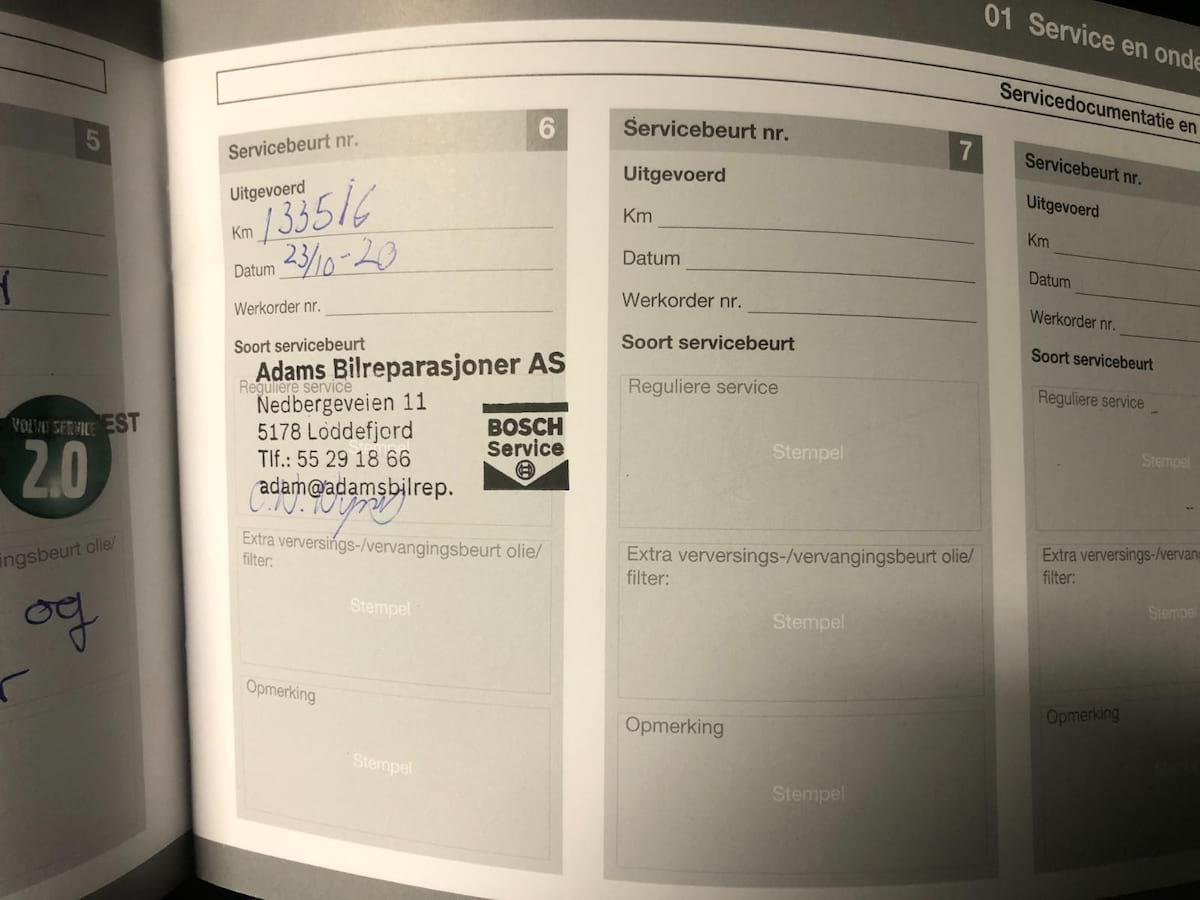 01 Service en onde
Servicedocumentatie en
5
VOLVO SERVICE
2.0
EST
ingsbeurt olie/
og
Servicebeurt nr. 6
Uitgevoerd
Km 133516
Datum 23/10-20
Werkorder nr.
Soort servicebeurt
Adams Bilreparasjoner AS
Reguliere service
Nedbergeveien 11
5178 Loddefjord
Stempel
Tlf.: 55 29 18 66
adam@adamsbilrep.
BOSCH
Service
Extra verversings-/vervangingsbeurt olie/
filter:
Stempel
Opmerking
Stempel
Servicebeurt nr. 7
Uitgevoerd
Km
Datum
Werkorder nr.
Soort servicebeurt
Reguliere service
Stempel
Extra verversings-/vervangingsbeurt olie/
filter:
Stempel
Opmerking
Stempel
Servicebeurt nr.
Uitgevoerd
Km
Datum
Werkorder nr.
Soort servicebeurt
Reguliere service
Stempel
Extra verversings-/vervan
filter:
Stempel
Opmerking